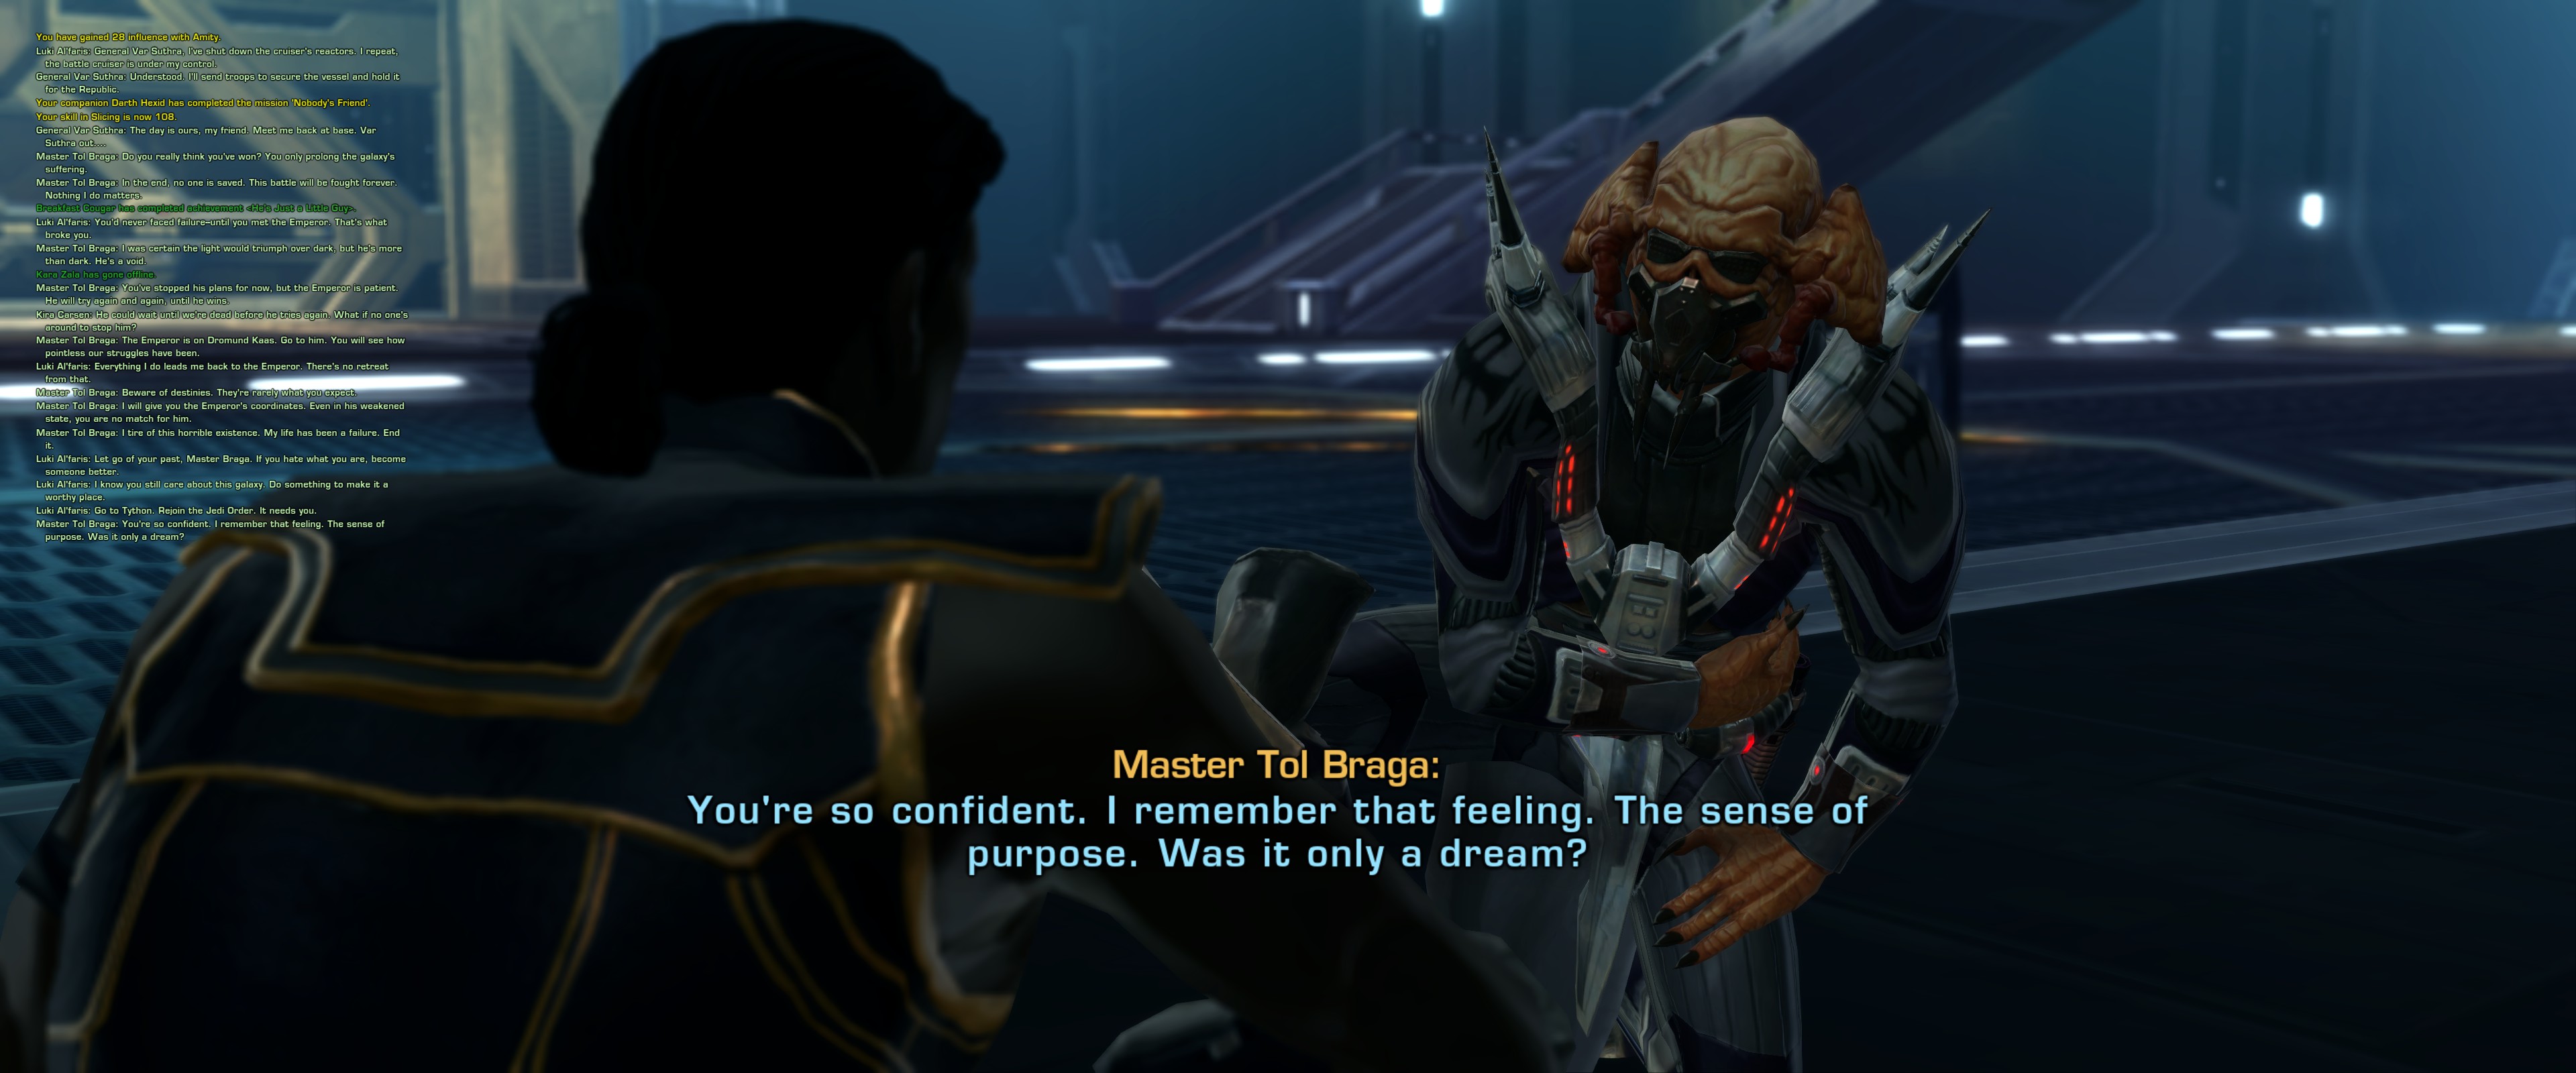 You have gained 28 influence with Amity.
Luki Al'faris: General Var Suthra, I've shut down the cruiser's reactors. I repeat,
the battle cruiser is under my control.
General Var Suthra: Understood. I'll send troops to secure the vessel and hold it
for the Republic.
Your companion Darth Hexid has completed the mission 'Nobody's Friend'.
Your skill in Slicing is now 108.
General Var Suthra: The day is ours, my friend. Meet me back at base. Var
Suthra out....
Master Tol Braga: Do you really think you've won? You only prolong the galaxy's
suffering.
Master Tol Braga: In the end, no one is saved. This battle will be fought forever.
Nothing I do matters.
Breakfast Cougar has completed achievement <He's Just a Little Guy>.
Luki Al'faris: You'd never faced failure—until you met the Emperor. That's what
broke you.
Master Tol Braga: I was certain the light would triumph over dark, but he's more
than dark. He's a void.
Kara Zala has gone offline.
Master Tol Braga: You've stopped his plans for now, but the Emperor is patient.
He will try again and again, until he wins.
Kira Carsen: He could wait until we're dead before he tries again. What if no one's
around to stop him?
Master Tol Braga: The Emperor is on Dromund Kaas. Go to him. You will see how
pointless our struggles have been.
Luki Al'faris: Everything I do leads me back to the Emperor. There's no retreat
from that.
Master Tol Braga: Beware of destinies. They're rarely what you expect.
Master Tol Braga: I will give you the Emperor's coordinates. Even in his weakened
state, you are no match for him.
Master Tol Braga: I tire of this horrible existence. My life has been a failure. End
it.
Luki Al'faris: Let go of your past, Master Braga. If you hate what you are, become
someone better.
Luki Al'faris: I know you still care about this galaxy. Do something to make it a
worthy place.
Luki Al'faris: Go to Tython. Rejoin the Jedi Order. It needs you.
Master Tol Braga: You're so confident. I remember that feeling. The sense of
purpose. Was it only a dream?
Master Tol Braga:
You're so confident. I remember that feeling. The sense of
purpose. Was it only a dream?